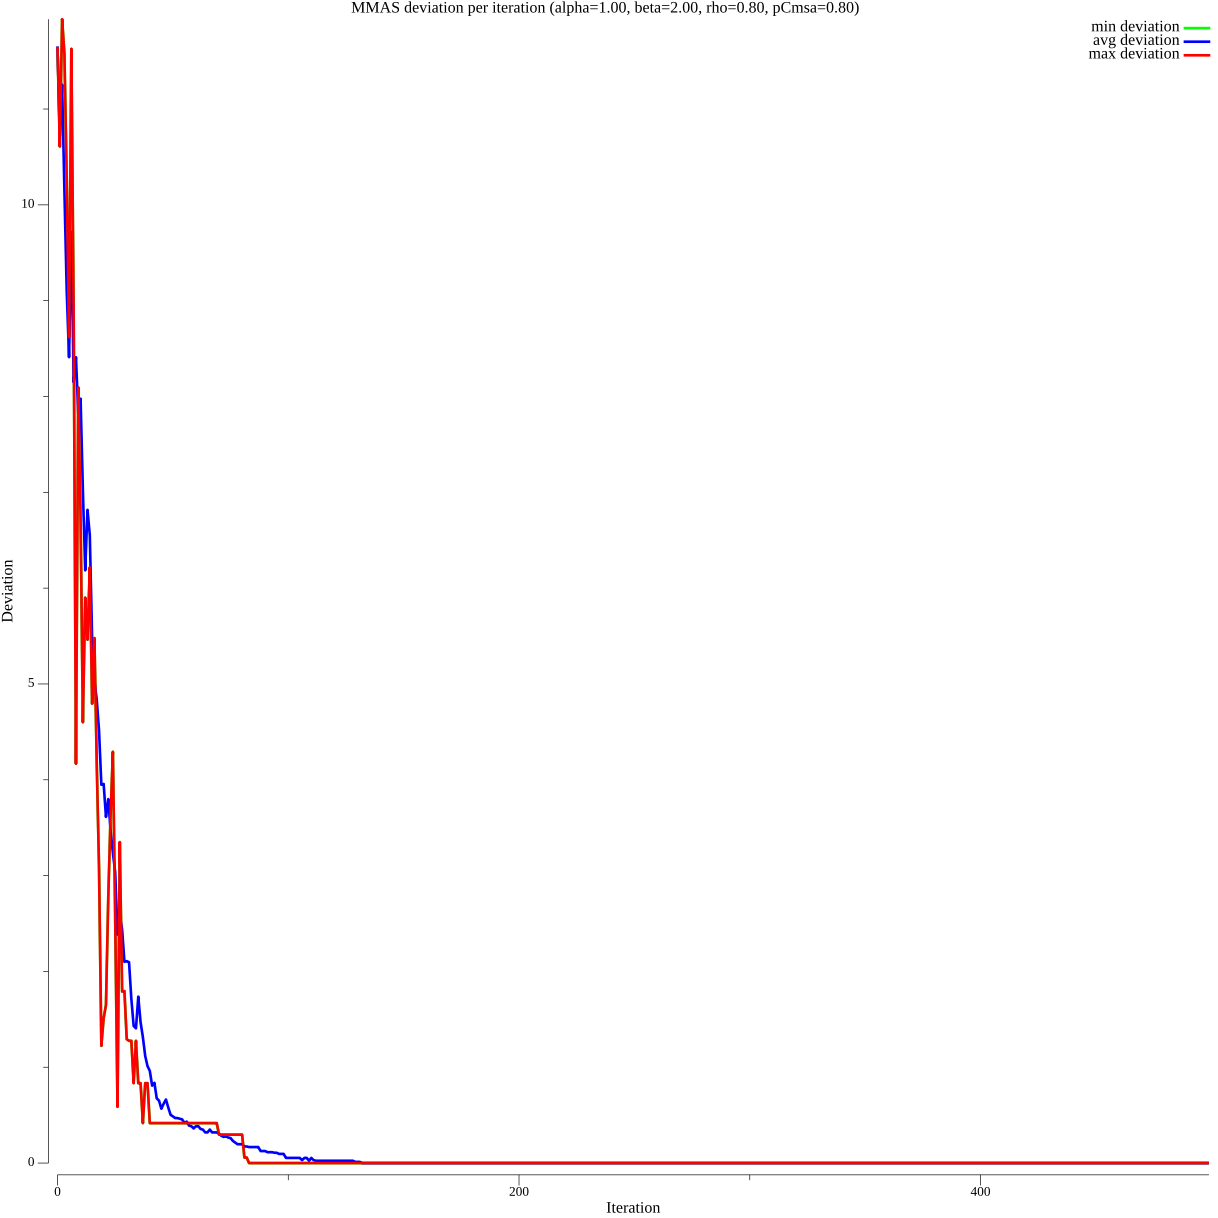 MMAS deviation per iteration (alpha=1.00, beta=2.00, rho=0.80, pCmsa=0.80)
min deviation
avg deviation
max deviation
10
5
0
Deviation
0
200
400
Iteration